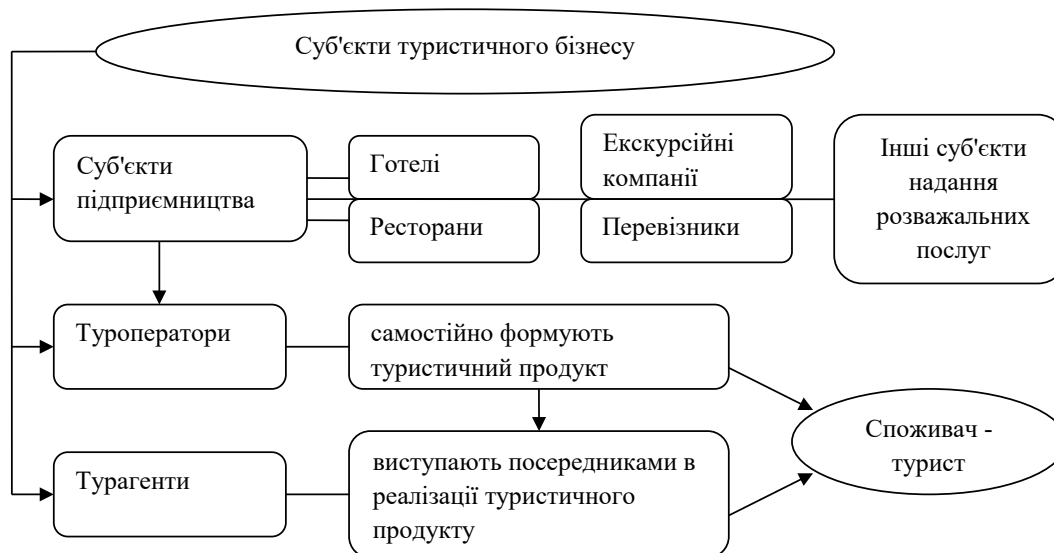 Суб'єкти туристичного бізнесу
Суб'єкти
підприємництва
Готелі
Ресторани
Екскурсійні
компанії
Перевізники
Інші суб'єкти
надання
розважальних
послуг
Туроператори
самостійно формують
туристичний продукт
Споживач -
турист
Турагенти
виступають посередниками в
реалізації туристичного
продукту